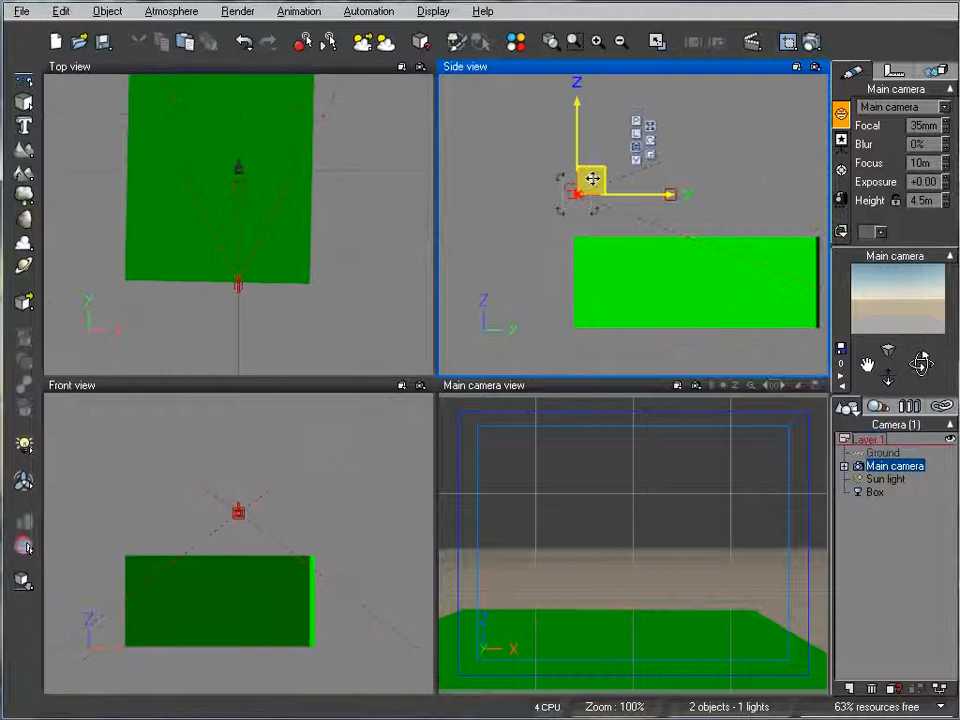 File Edit Object Atmosphere Render Animation Automation Display Help
Top view
Side view
Main camera
Main camera
Focal 35mm
Blur 0%
Focus 10m
Exposure +0.00
Height 4.5m
Z
Y
Z
Y
Y
X
Main camera
0
Front view
Main camera view
Camera (1)
Layer 1
Ground
Main camera
Sun light
Box
Z
X
Z
X
4 CPU Zoom : 100% 2 objects - 1 lights 63% resources free